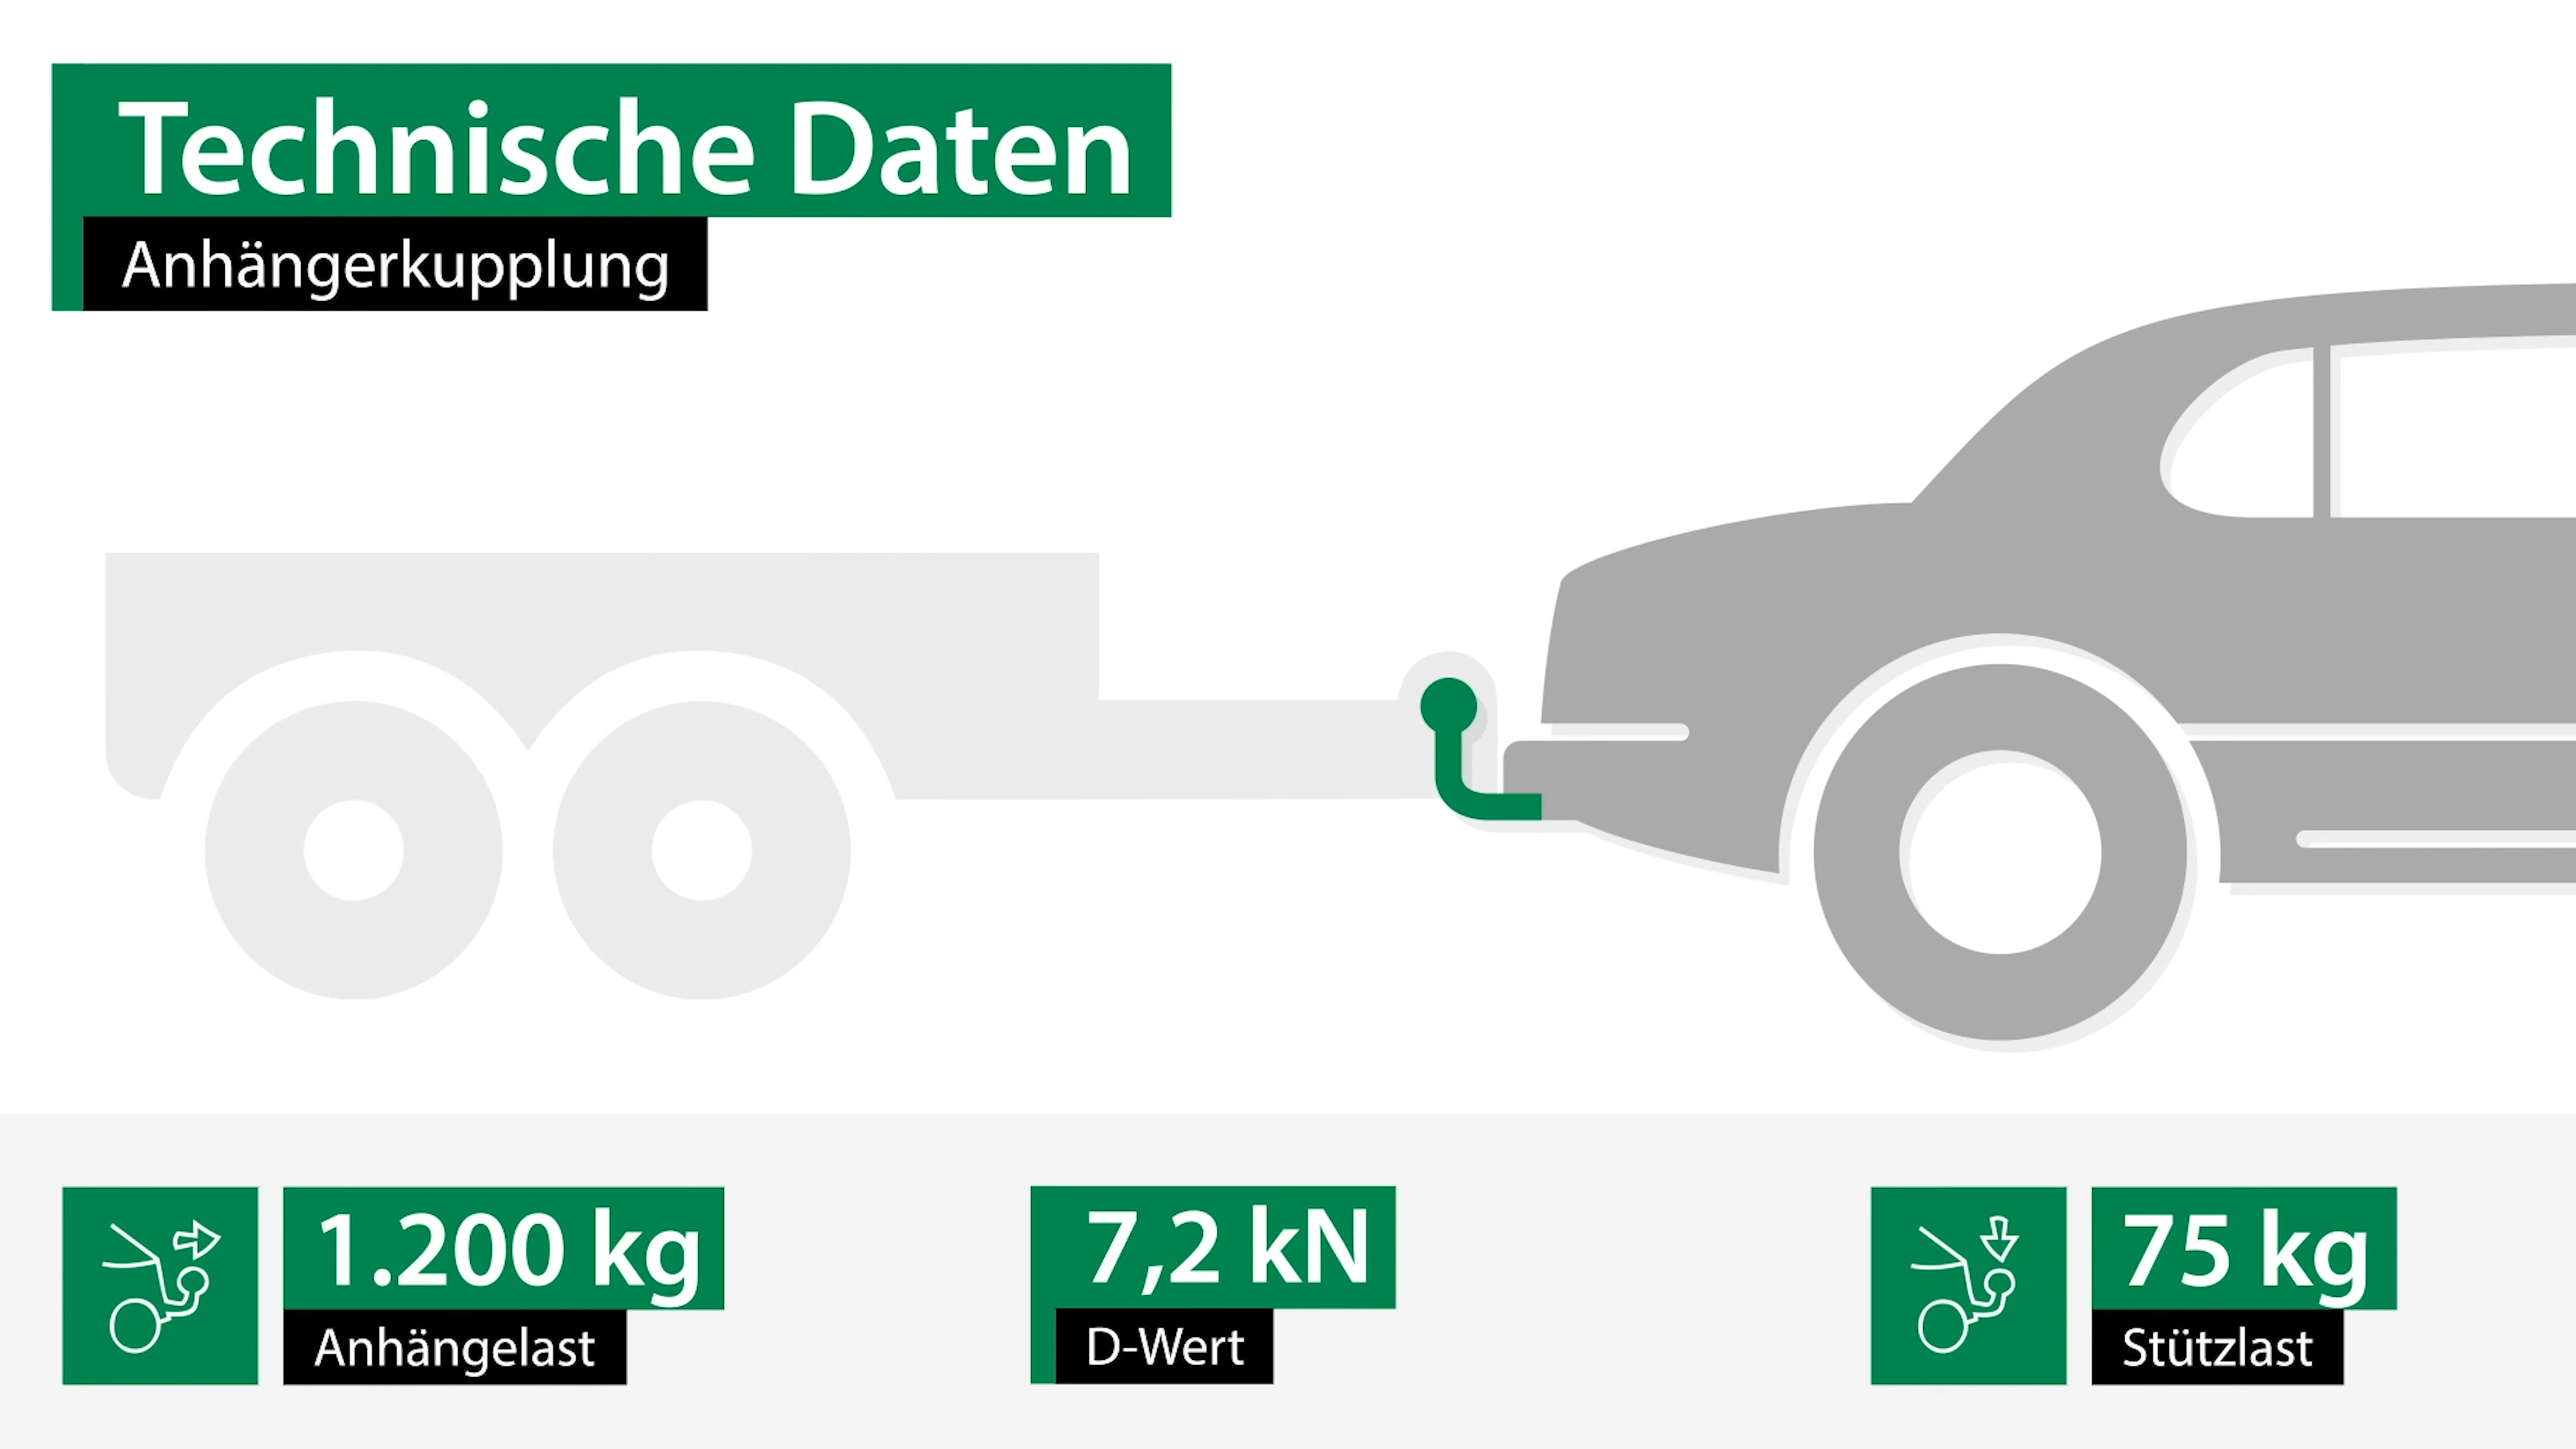 Technische Daten
Anhängerkupplung
1.200 kg
Anhängelast
7,2 kN
D-Wert
75 kg
Stützlast